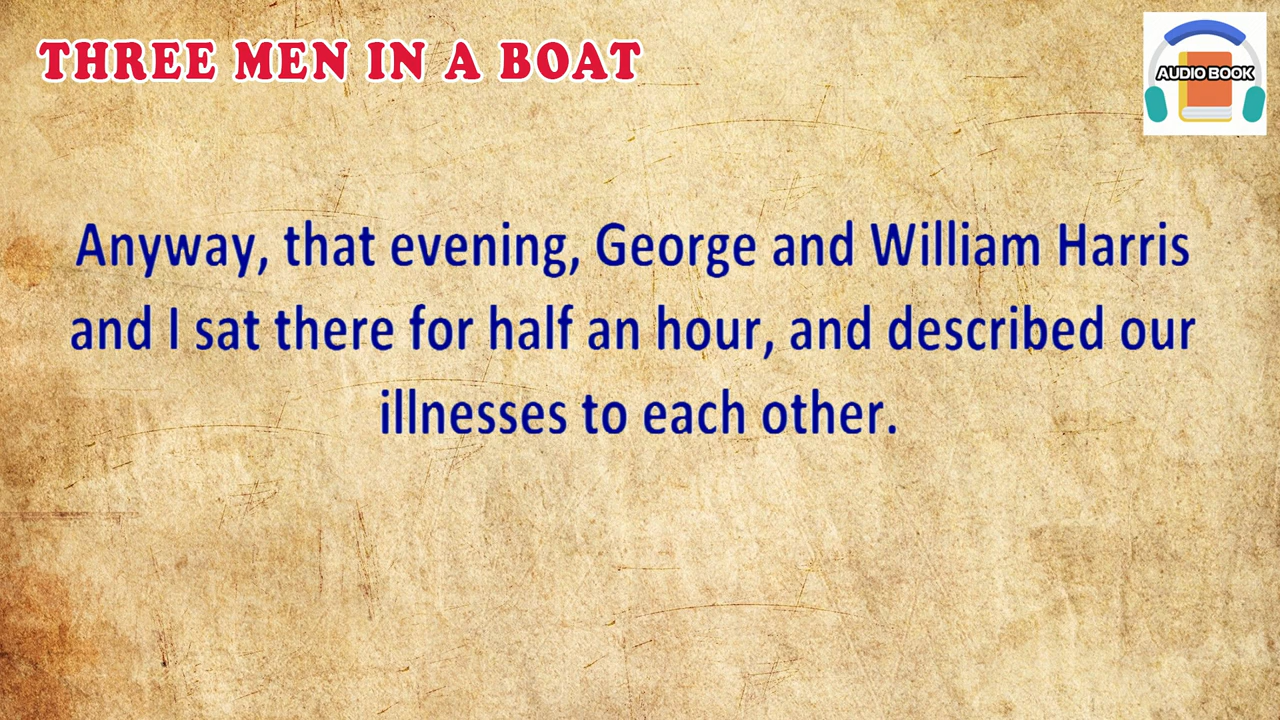 THREE MEN IN A BOAT
AUDIO BOOK
Anyway, that evening, George and William Harris
and I sat there for half an hour, and described our
illnesses to each other.